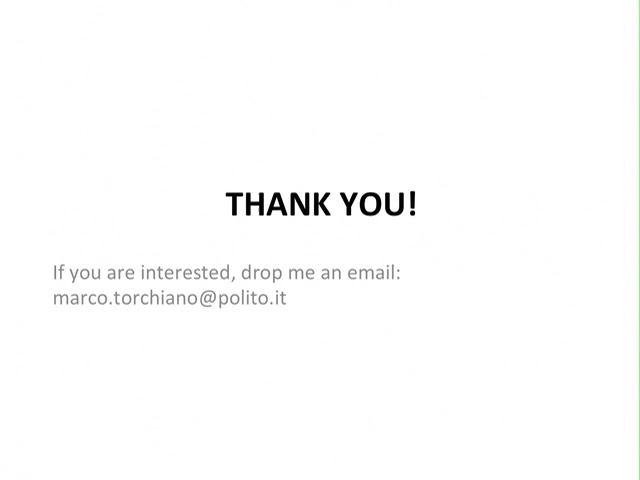 THANK YOU!
If you are interested, drop me an email:
marco.torchiano@polito.it